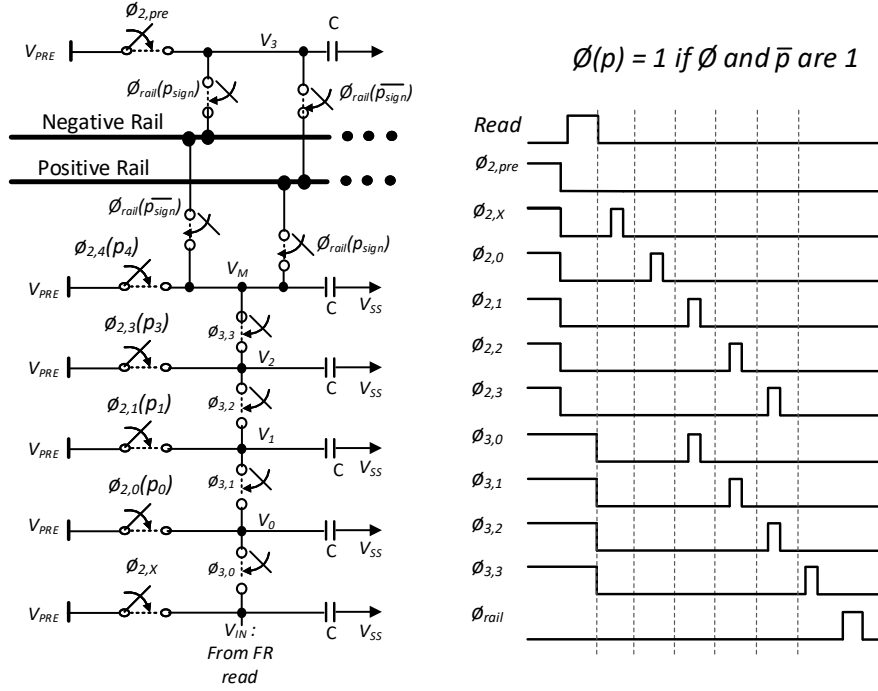 Ø2,pre
VPRE
V3
C
Ørail(psign)
Ørail(p̅sign)
Negative Rail
Positive Rail
Ørail(p̅sign)
Ørail(psign)
Ø2,4(p4)
VPRE
VM
C
VSS
Ø2,3(p3)
Ø3,3
VPRE
V2
C
VSS
Ø2,1(p1)
Ø3,2
VPRE
V1
C
VSS
Ø2,0(p0)
Ø3,1
VPRE
V0
C
VSS
Ø2,X
Ø3,0
VPRE
C
VSS
VIN :
From FR
read
Ø(p) = 1 if Ø and p̅ are 1
Read
Ø2,pre
Ø2,X
Ø2,0
Ø2,1
Ø2,2
Ø2,3
Ø3,0
Ø3,1
Ø3,2
Ø3,3
Ørail